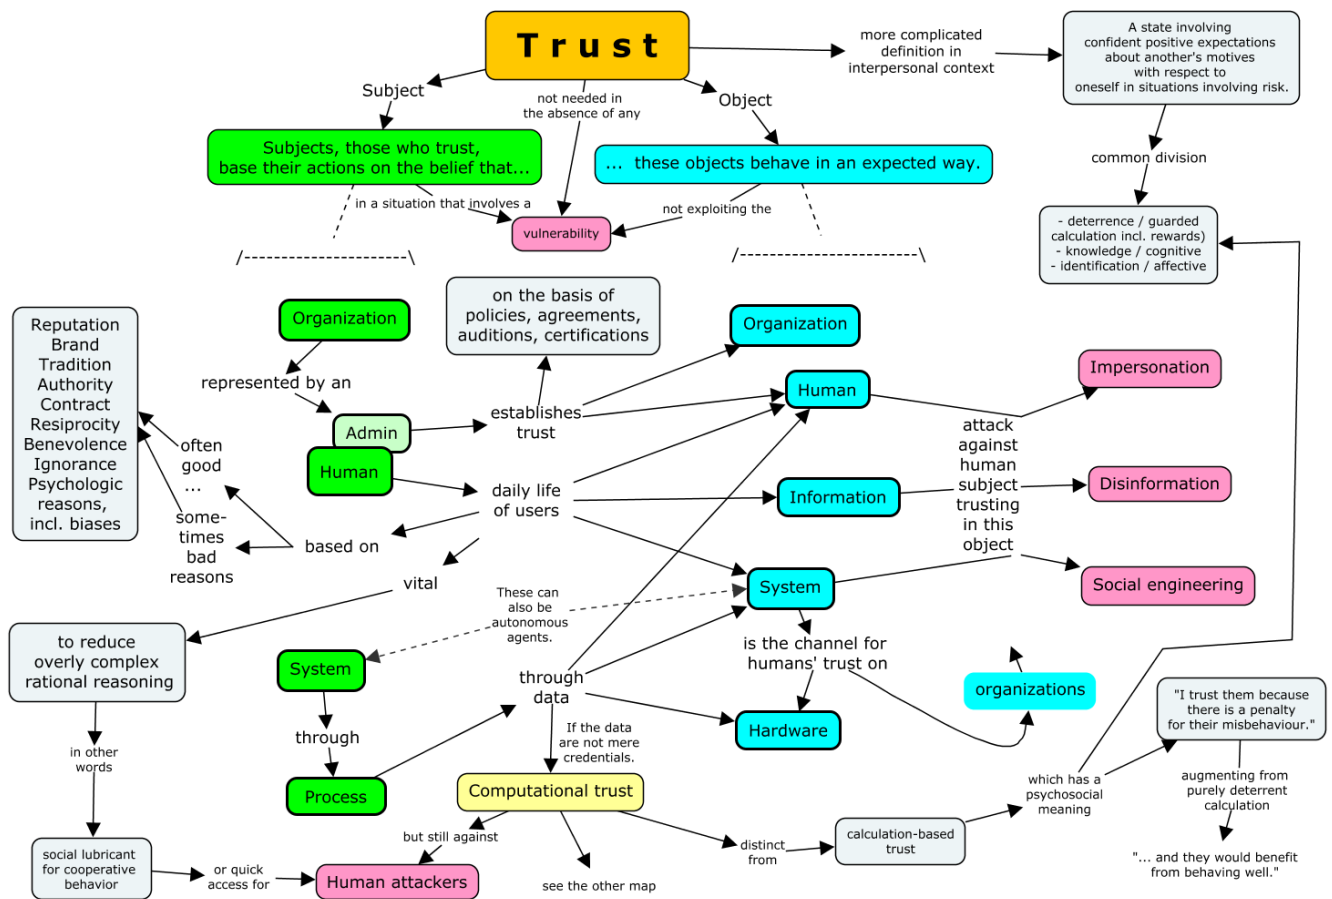 Trust
more complicated
definition in
interpersonal context
A state involving
confident positive expectations
about another's motives
with respect to
oneself in situations involving risk.
Subject
not needed in
the absence of any
Object
Subjects, those who trust,
base their actions on the belief that...
... these objects behave in an expected way.
common division
in a situation that involves a
not exploiting the
vulnerability
- deterrence / guarded
calculation incl. rewards)
- knowledge / cognitive
- identification / affective
/-----------------------\
/-----------------------\
Organization
on the basis of
policies, agreements,
auditions, certifications
Organization
Reputation
Brand
Tradition
Authority
Contract
Resiprocity
Benevolence
Ignorance
Psychologic
reasons,
incl. biases
represented by an
Human
Impersonation
Admin
establishes
trust
often
good
...
Human
attack
against
human
subject
trusting
in this
object
daily life
of users
Information
Disinformation
some-
times
bad
reasons
based on
vital
These can
also be
autonomous
agents.
System
Social engineering
to reduce
overly complex
rational reasoning
System
is the channel for
humans' trust on
through
data
organizations
"I trust them because
there is a penalty
for their misbehaviour."
through
If the data
are not mere
credentials.
Hardware
in other
words
Process
Computational trust
which has a
psychosocial
meaning
augmenting from
purely deterrent
calculation
but still against
distinct
from
calculation-based
trust
social lubricant
for cooperative
behavior
or quick
access for
Human attackers
see the other map
"... and they would benefit
from behaving well."